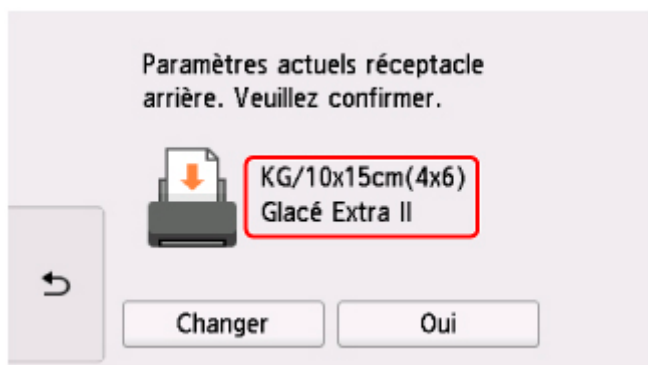 Paramètres actuels réceptacle
arrière. Veuillez confirmer.
KG/10x15cm(4x6)
Glacé Extra II
Changer
Oui